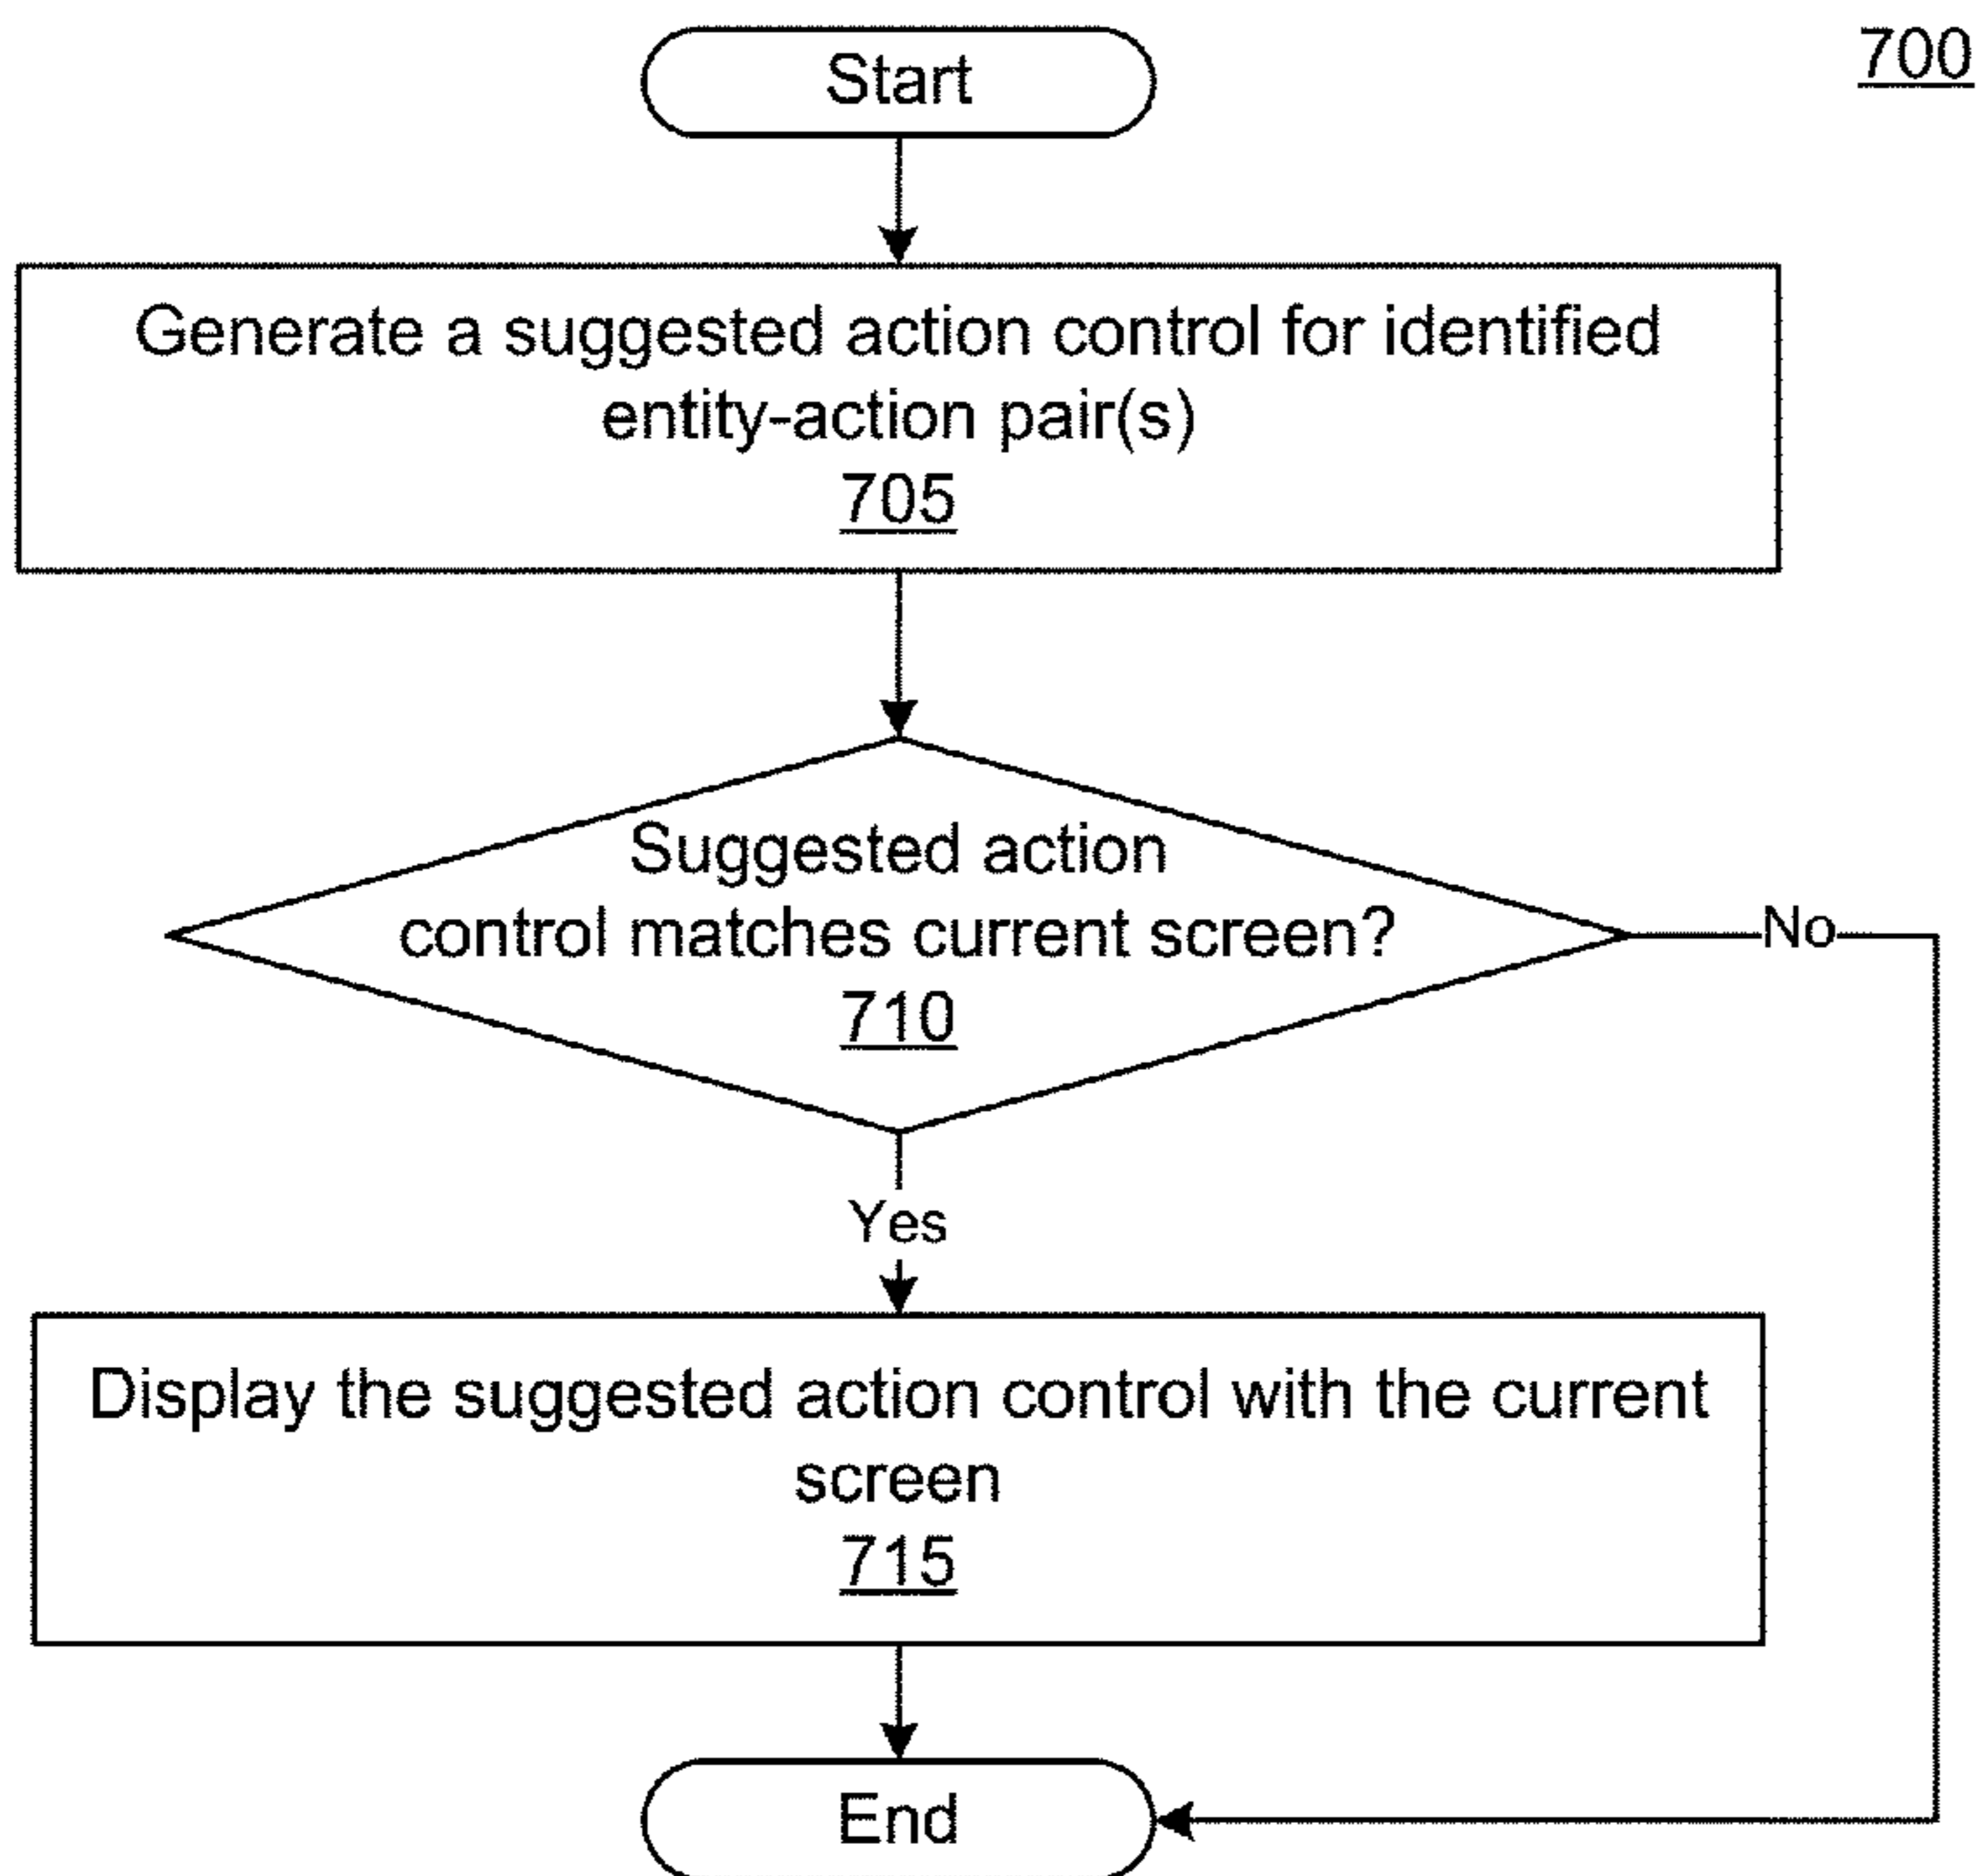 700
Start
Generate a suggested action control for identified
entity-action pair(s)
705
Suggested action
control matches current screen?
710
No
Yes
Display the suggested action control with the current
screen
715
End